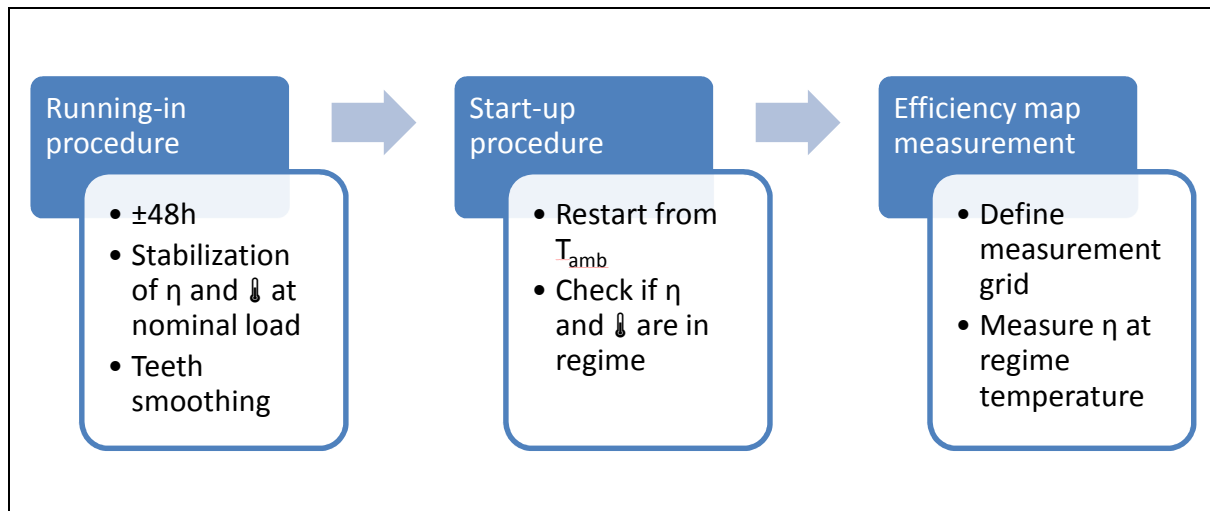 Running-in
procedure
• ±48h
• Stabilization
of η and 🌡 at
nominal load
• Teeth
smoothing
Start-up
procedure
• Restart from
T_amb
• Check if η
and 🌡 are in
regime
Efficiency map
measurement
• Define
measurement
grid
• Measure η at
regime
temperature